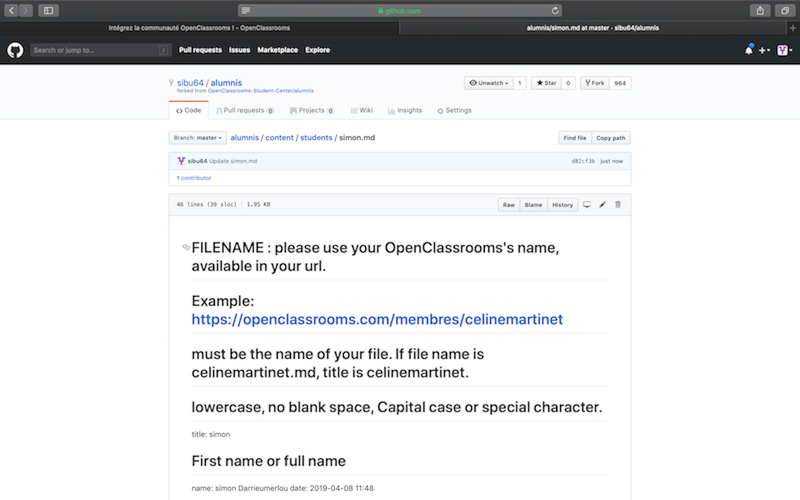 github.com
Intégrez la communauté OpenClassrooms ! - OpenClassrooms
alumnis/simon.md at master · sibu64/alumnis
Search or jump to... /
Pull requests Issues Marketplace Explore
sibu64 / alumnis
forked from OpenClassrooms-Student-Center/alumnis
Unwatch 1 Star 0 Fork 964
Code Pull requests 0 Projects 0 Wiki Insights Settings
Branch: master alumnis / content / students / simon.md Find file Copy path
sibu64 Update simon.md d02cf3b just now
1 contributor
46 lines (39 sloc) 1.95 KB Raw Blame History
FILENAME : please use your OpenClassrooms's name,
available in your url.
Example:
https://openclassrooms.com/membres/celinemartinet
must be the name of your file. If file name is
celinemartinet.md, title is celinemartinet.
lowercase, no blank space, Capital case or special character.
title: simon
First name or full name
name: simon Darrieumerlou date: 2019-04-08 11:48